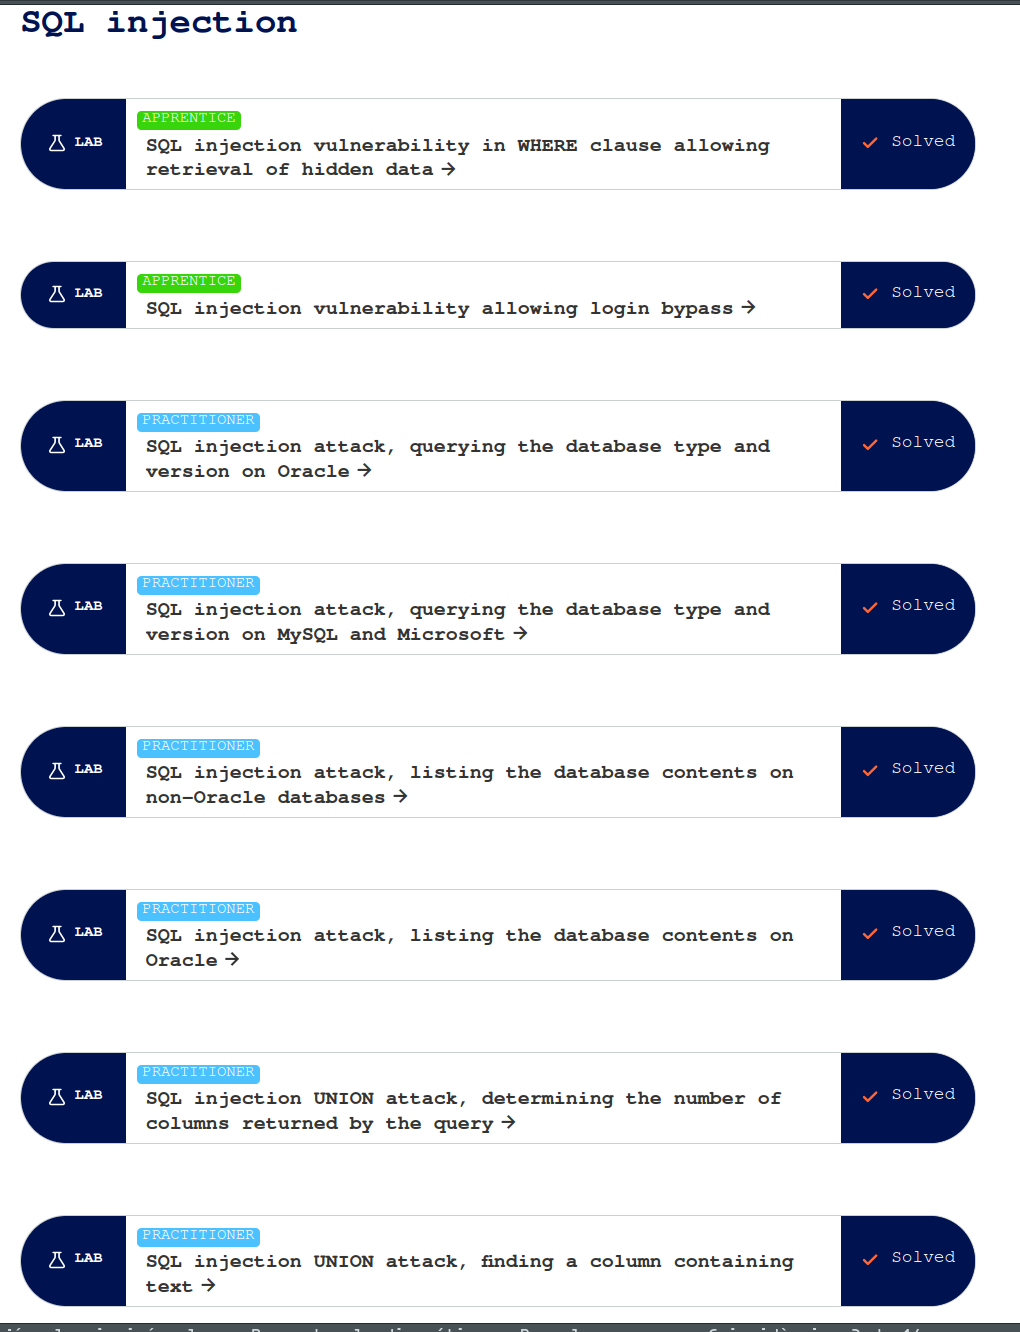 SQL injection
LAB
APPRENTICE
SQL injection vulnerability in WHERE clause allowing
retrieval of hidden data →
Solved
LAB
APPRENTICE
SQL injection vulnerability allowing login bypass →
Solved
LAB
PRACTITIONER
SQL injection attack, querying the database type and
version on Oracle →
Solved
LAB
PRACTITIONER
SQL injection attack, querying the database type and
version on MySQL and Microsoft →
Solved
LAB
PRACTITIONER
SQL injection attack, listing the database contents on
non-Oracle databases →
Solved
LAB
PRACTITIONER
SQL injection attack, listing the database contents on
Oracle →
Solved
LAB
PRACTITIONER
SQL injection UNION attack, determining the number of
columns returned by the query →
Solved
LAB
PRACTITIONER
SQL injection UNION attack, finding a column containing
text →
Solved